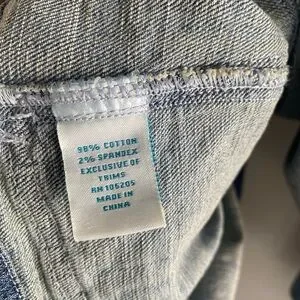 98% COTTON
2% SPANDEX
EXCLUSIVE OF
TRIMS
RN 106205
MADE IN
CHINA